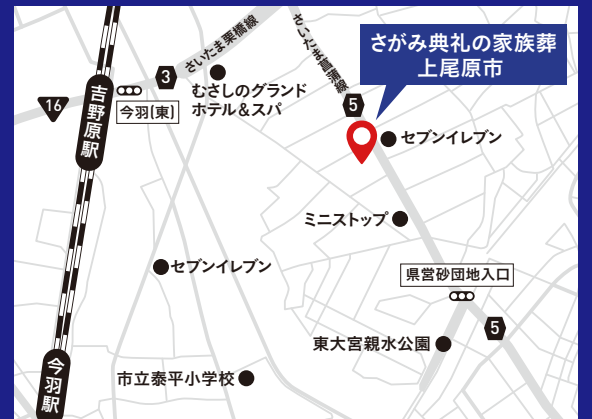 さいたま栗橋線
さいたま菖蒲線
さがみ典礼の家族葬
上尾原市
3
むさしのグランド
ホテル&スパ
5
16
今羽(東)
吉野原駅
セブンイレブン
ミニストップ
セブンイレブン
県営砂団地入口
5
東大宮親水公園
今羽駅
市立泰平小学校